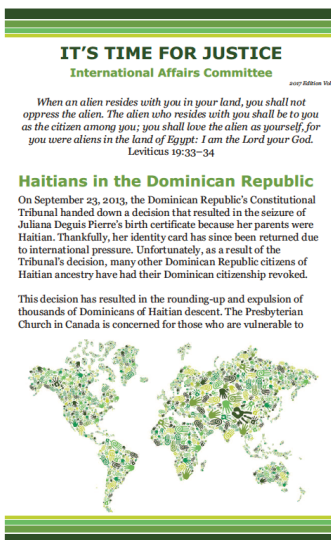 IT'S TIME FOR JUSTICE
International Affairs Committee
2017 Edition Vol
When an alien resides with you in your land, you shall not
oppress the alien. The alien who resides with you shall be to you
as the citizen among you; you shall love the alien as yourself, for
you were aliens in the land of Egypt: I am the Lord your God.
Leviticus 19:33–34
Haitians in the Dominican Republic
On September 23, 2013, the Dominican Republic's Constitutional
Tribunal handed down a decision that resulted in the seizure of
Juliana Deguis Pierre's birth certificate because her parents were
Haitian. Thankfully, her identity card has since been returned due
to international pressure. Unfortunately, as a result of the
Tribunal's decision, many other Dominican Republic citizens of
Haitian ancestry have had their Dominican citizenship revoked.
This decision has resulted in the rounding-up and expulsion of
thousands of Dominicans of Haitian descent. The Presbyterian
Church in Canada is concerned for those who are vulnerable to